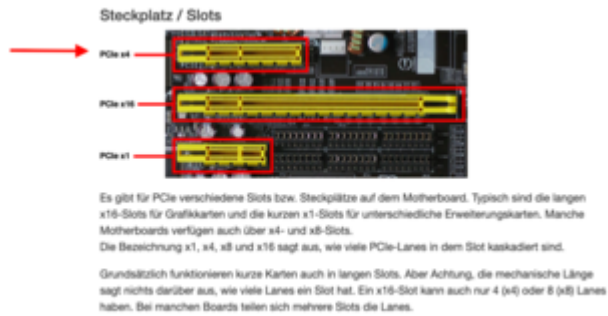 Steckplatz / Slots
PCIe x4
PCIe x16
PCIe x1
Es gibt für PCIe verschiedene Slots bzw. Steckplätze auf dem Motherboard. Typisch sind die langen
x16-Slots für Grafikkarten und die kurzen x1-Slots für unterschiedliche Erweiterungskarten. Manche
Motherboards verfügen auch über x4- und x8-Slots.
Die Bezeichnung x1, x4, x8 und x16 sagt aus, wie viele PCIe-Lanes in dem Slot kaskadiert sind.
Grundsätzlich funktionieren kurze Karten auch in langen Slots. Aber Achtung, die mechanische Länge
sagt nichts darüber aus, wie viele Lanes ein Slot hat. Ein x16-Slot kann auch nur 4 (x4) oder 8 (x8) Lanes
haben. Bei manchen Boards teilen sich mehrere Slots die Lanes.